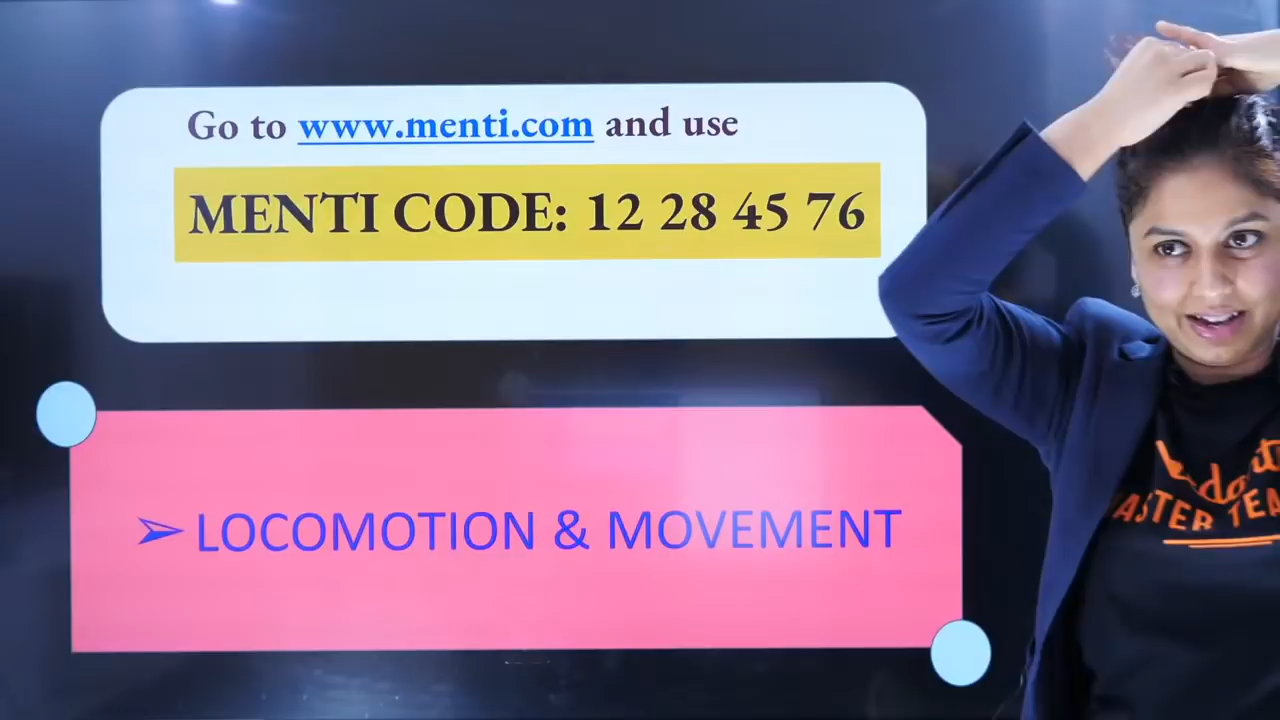 Go to www.menti.com and use
MENTI CODE: 12 28 45 76
➢ LOCOMOTION & MOVEMENT